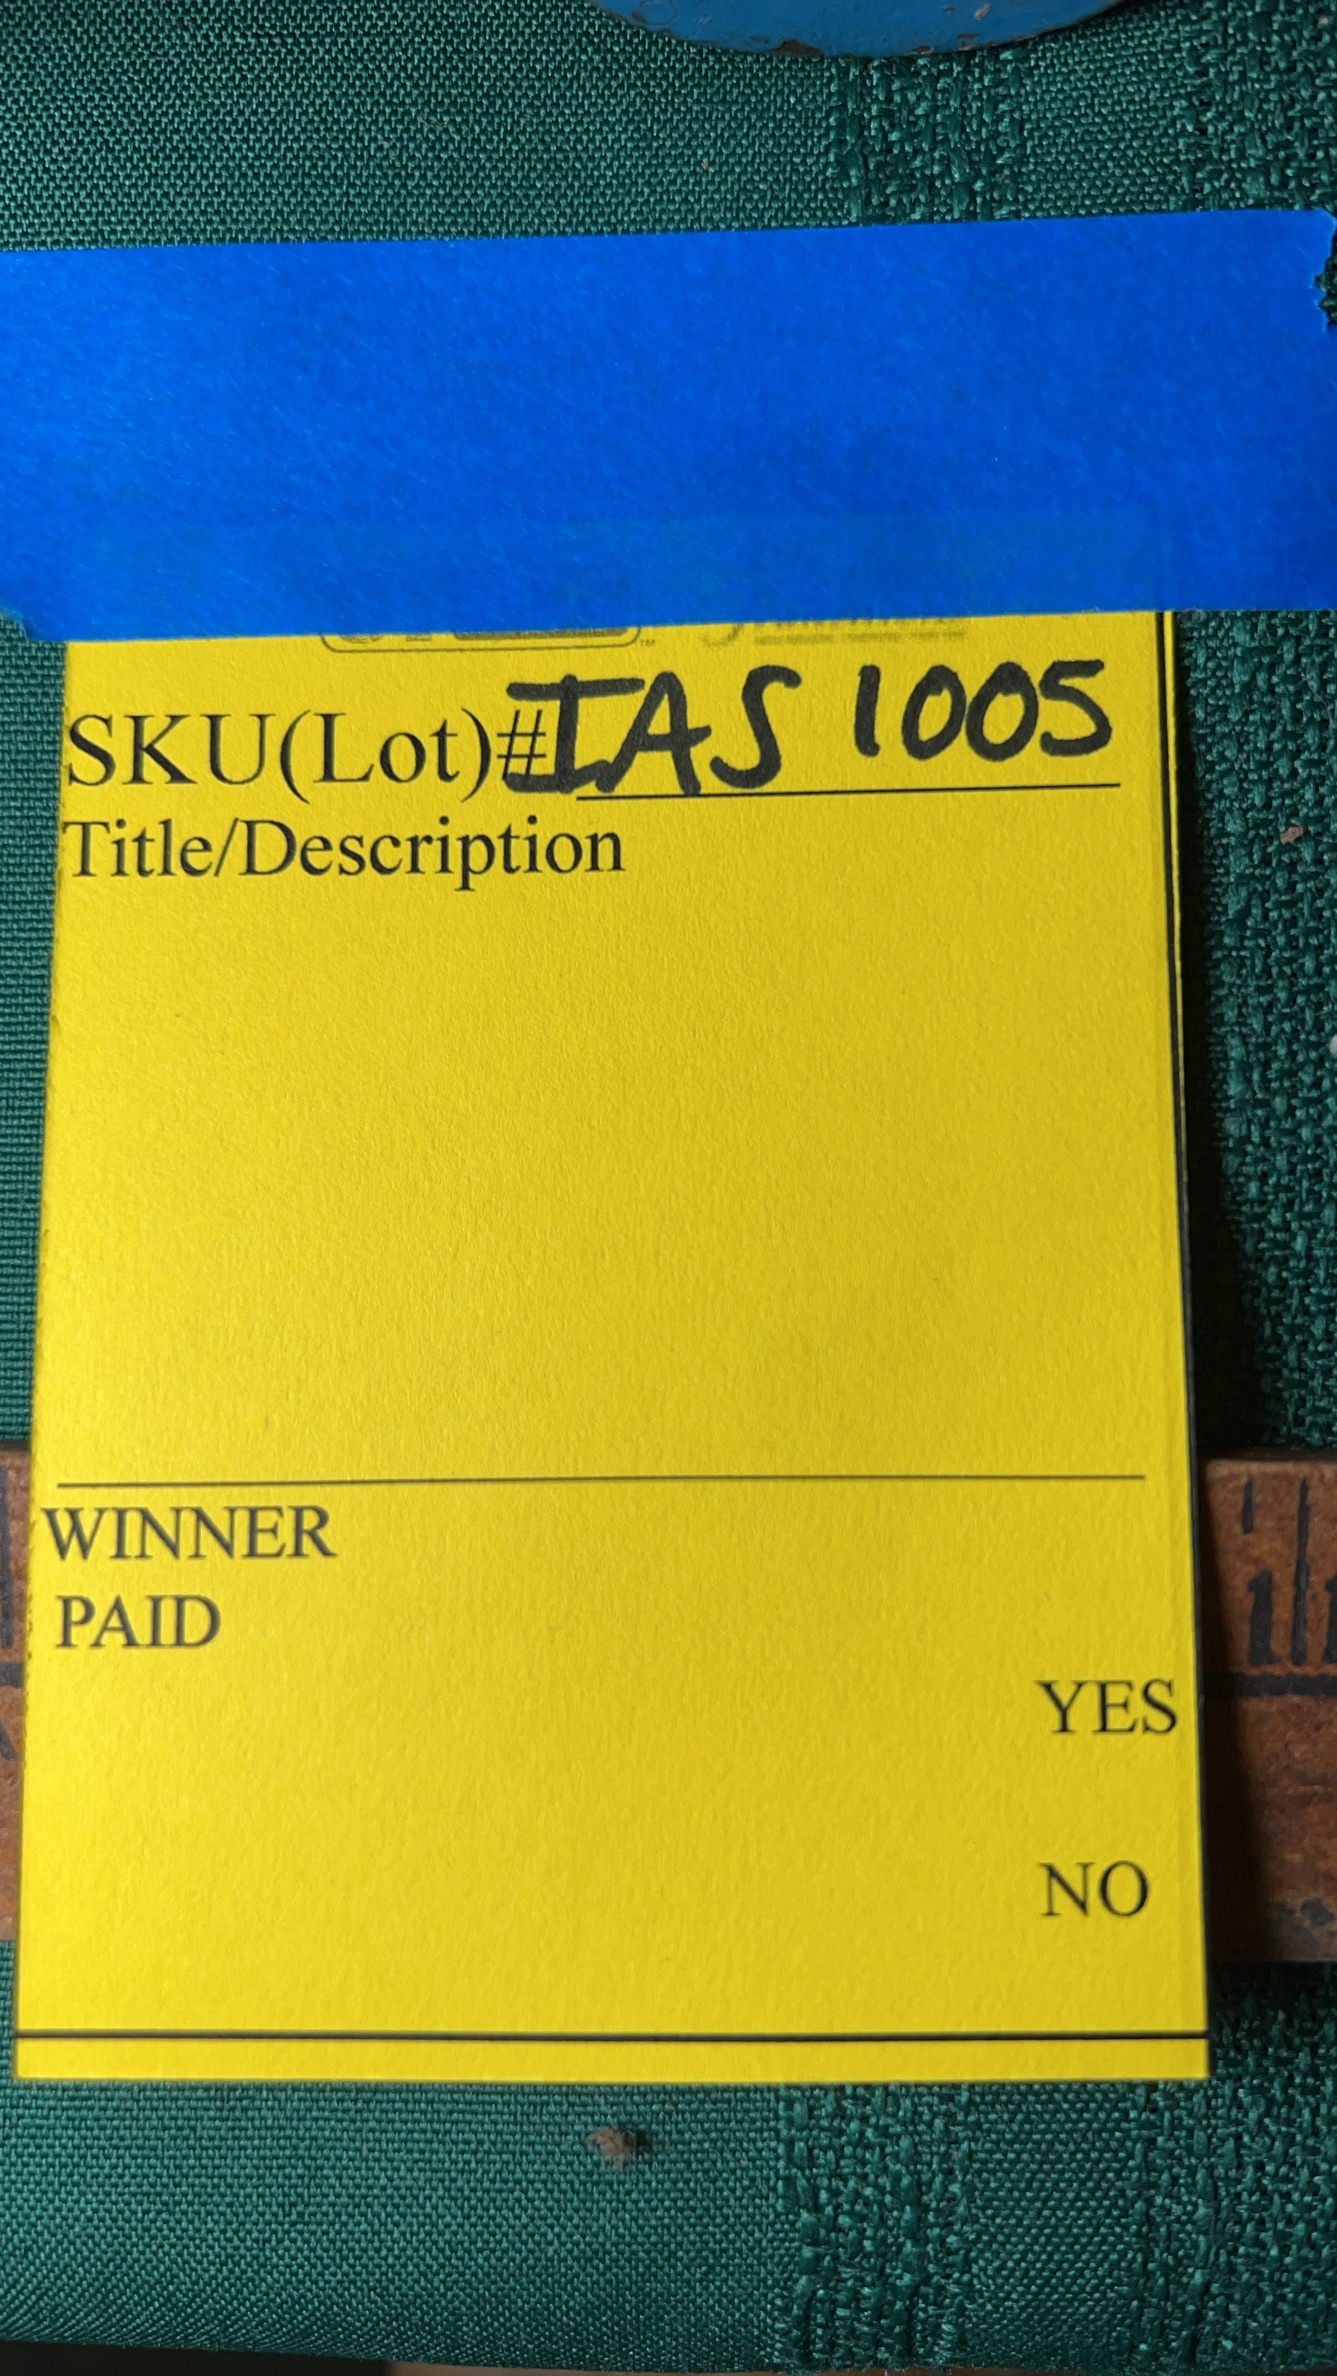 SKU(Lot)# IAS 1005
Title/Description
WINNER
PAID
YES
NO